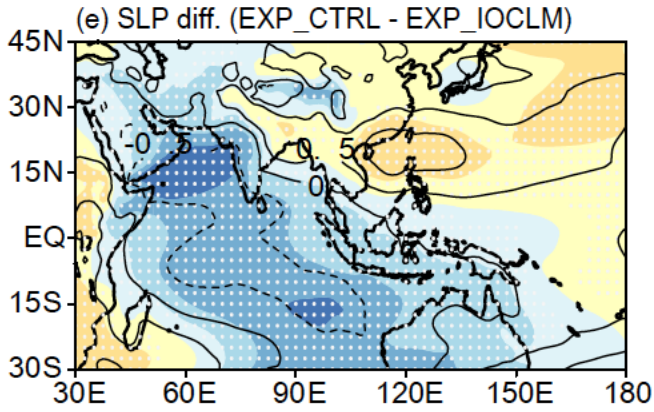 (e) SLP diff. (EXP_CTRL - EXP_IOCLM)
45N
30N
15N
EQ
15S
30S
-0 5
0. 5
0
30E 60E 90E 120E 150E 180